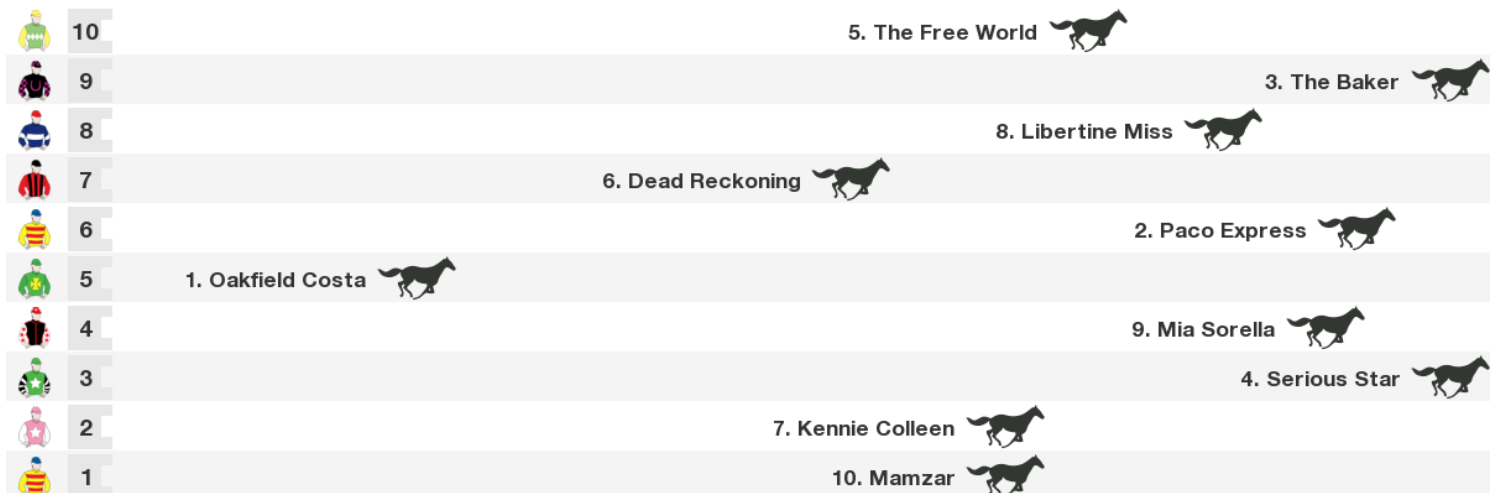 10 5. The Free World
9 3. The Baker
8 8. Libertine Miss
7 6. Dead Reckoning
6 2. Paco Express
5 1. Oakfield Costa
4 9. Mia Sorella
3 4. Serious Star
2 7. Kennie Colleen
1 10. Mamzar